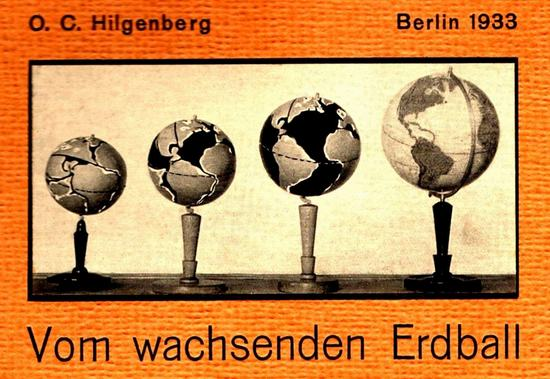 O. C. Hilgenberg Berlin 1933
Vom wachsenden Erdball